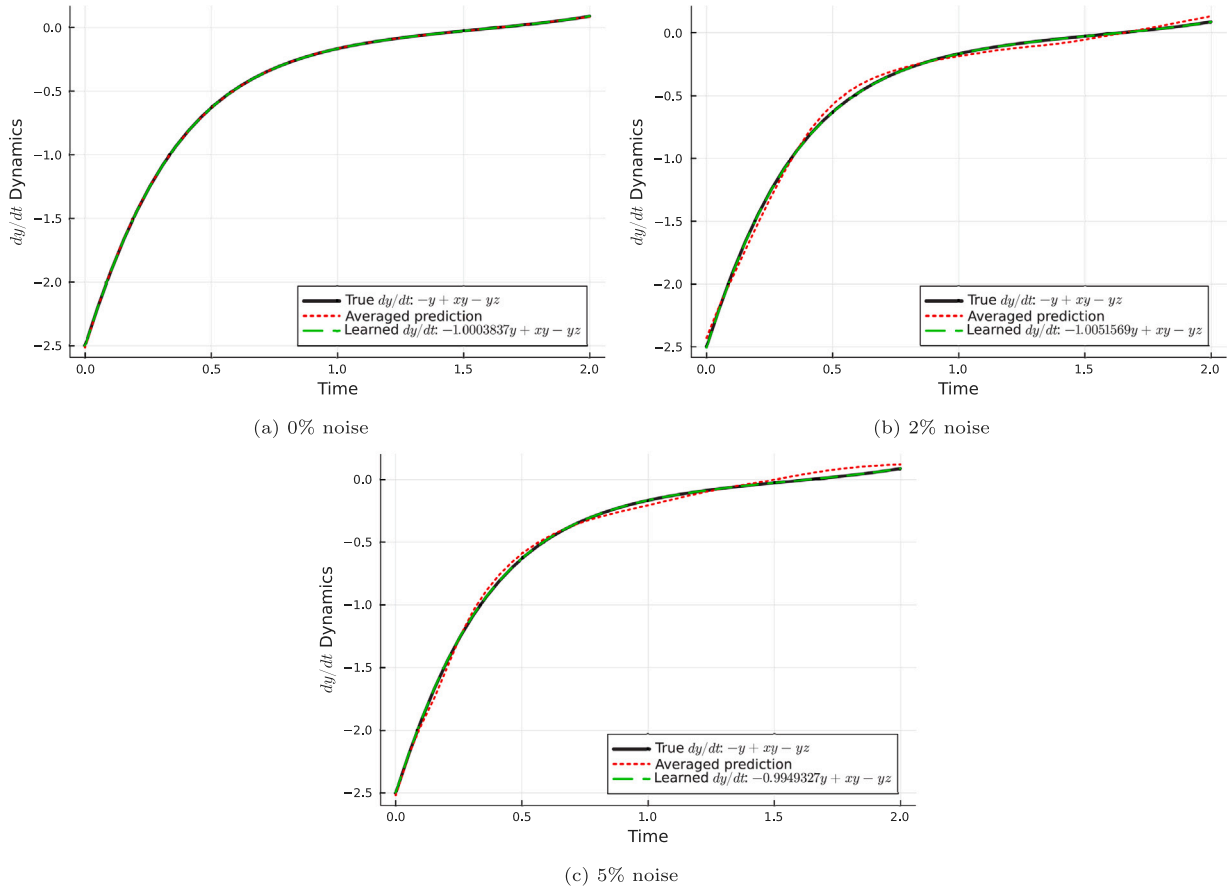 0.0
−0.5
−1.0
−1.5
−2.0
−2.5
dy/dt Dynamics
True dy/dt: −y + xy − yz
Averaged prediction
Learned dy/dt: −1.0003837y + xy − yz
0.0 0.5 1.0 1.5 2.0
Time
(a) 0% noise
0.0
−0.5
−1.0
−1.5
−2.0
−2.5
dy/dt Dynamics
True dy/dt: −y + xy − yz
Averaged prediction
Learned dy/dt: −1.0051569y + xy − yz
0.0 0.5 1.0 1.5 2.0
Time
(b) 2% noise
0.0
−0.5
−1.0
−1.5
−2.0
−2.5
dy/dt Dynamics
True dy/dt: −y + xy − yz
Averaged prediction
Learned dy/dt: −0.9949327y + xy − yz
0.0 0.5 1.0 1.5 2.0
Time
(c) 5% noise